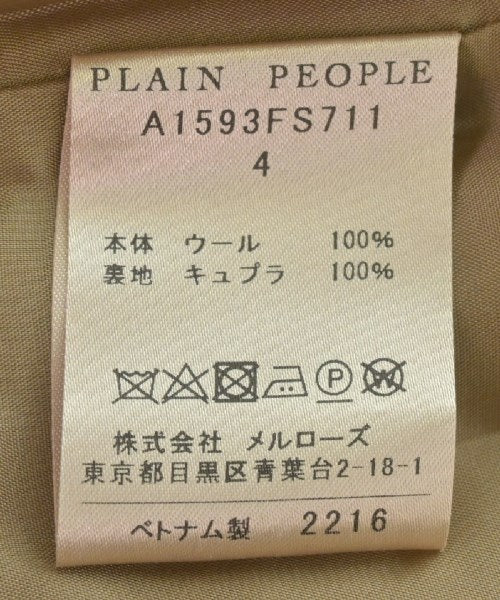 PLAIN PEOPLE
A1593FS711
4
本体 ウール 100%
裏地 キュプラ 100%
P W
株式会社 メルローズ
東京都目黒区青葉台2-18-1
ベトナム製 2216